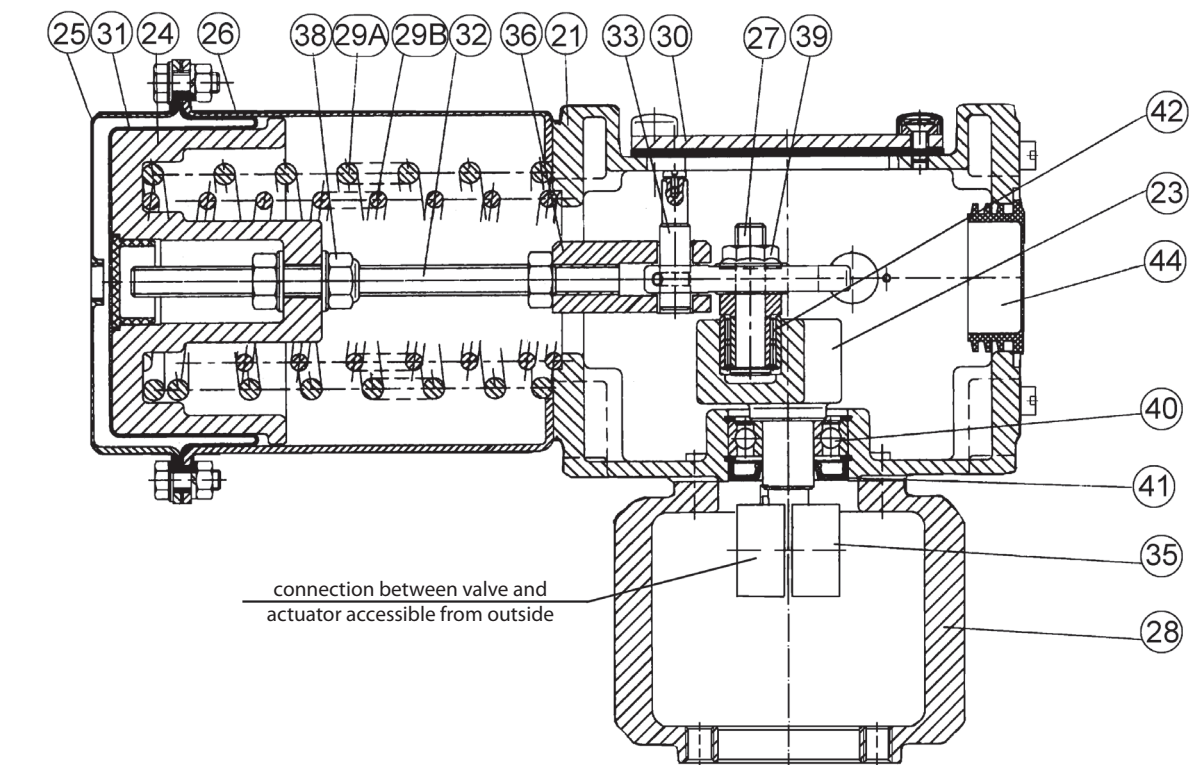 25 31 24 26 38 29A 29B 32 36 21 33 30 27 39
42
23
44
40
41
35
connection between valve and
actuator accessible from outside
28